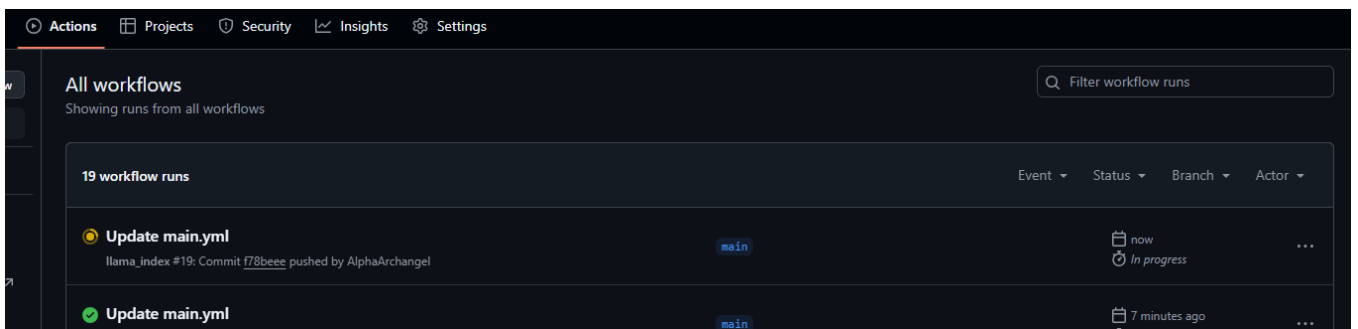 Actions Projects Security Insights Settings
w
All workflows
Filter workflow runs
Showing runs from all workflows
19 workflow runs
Event Status Branch Actor
Update main.yml
main
now
llama_index #19: Commit f78beee pushed by AlphaArchangel
In progress
Update main.yml
main
7 minutes ago